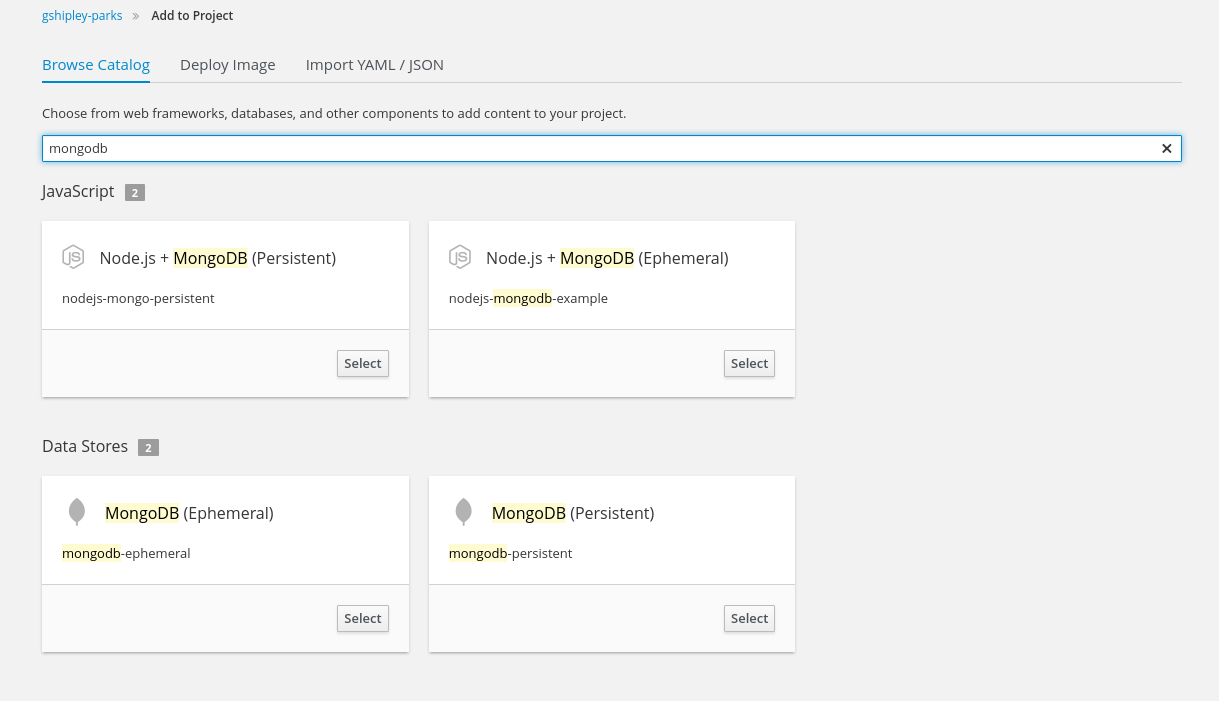 gshipley-parks » Add to Project
Browse Catalog Deploy Image Import YAML / JSON
Choose from web frameworks, databases, and other components to add content to your project.
mongodb ×
JavaScript 2
JS Node.js + MongoDB (Persistent)
nodejs-mongo-persistent
Select
JS Node.js + MongoDB (Ephemeral)
nodejs-mongodb-example
Select
Data Stores 2
MongoDB (Ephemeral)
mongodb-ephemeral
Select
MongoDB (Persistent)
mongodb-persistent
Select